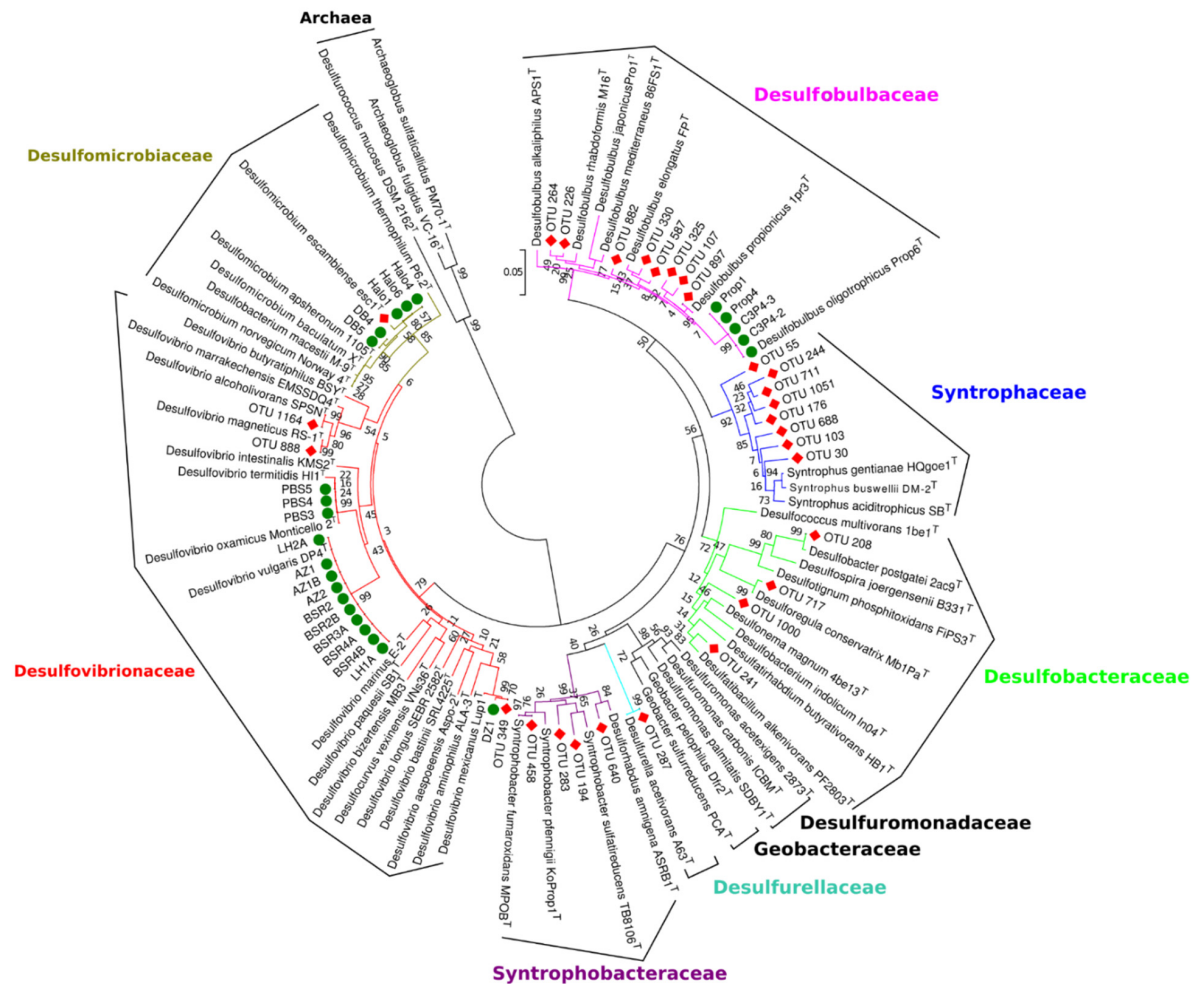 Archaea
Archaeoglobus sulfaticallidus PM70-1T
Archaeoglobus fulgidus VC-16T
Desulfurococcus mucosus DSM 2162T
Desulfomicrobiaceae
Desulfomicrobium thermophilum P6.2T
Halo4
Halo6
Halo1
Desulfomicrobium escambiense esc1T
DB4
DB5
Desulfomicrobium apsheronum 1105T
Desulfomicrobium baculatum XT
Desulfobacterium macestii M-9T
Desulfomicrobium norvegicum Norway 4T
Desulfovibrio butyratiphilus BSYT
Desulfovibrio marrakechensis EMSSDQ4T
Desulfovibrio alcoholivorans SPSNT
OTU 1164
Desulfovibrio magneticus RS-1T
OTU 888
Desulfovibrio intestinalis KMS2T
Desulfovibrio termitidis HI1T
PBS5
PBS4
PBS3
Desulfovibrio oxamicus Monticello 2T
LH2A
Desulfovibrio vulgaris DP4T
AZ1
AZ1B
AZ2
BSR2
BSR2B
BSR3A
BSR4A
BSR4B
LH1A
Desulfovibrionaceae
Desulfovibrio marinus E-2T
Desulfovibrio paquesii SB1T
Desulfovibrio bizertensis MB3T
Desulfocurvus vexinensis VNs36T
Desulfovibrio longus SEBR 2582T
Desulfovibrio bastinii SRL4225T
Desulfovibrio aespoeensis Aspo-2T
Desulfovibrio aminophilus ALA-3T
Desulfovibrio mexicanus Lup1T
DZ1
OTU 349
OTULO
Syntrophobacter fumaroxidans MPOBT
OTU 458
Syntrophobacter pfennigii KoProp1T
OTU 283
OTU 194
Syntrophobacter sulfatireducens TB8106T
OTU 640
Desulforhabdus amnigena ASRB1T
Syntrophobacteraceae
Desulfurella acetivorans A63T
OTU 287
Desulfurellaceae
Geobacter sulfurreducens PCAT
Geobacter pelophilus Dfr2T
Geobacteraceae
Desulfuromonas palmitatis SDBY1T
Desulfuromonas carbonis ICBMT
Desulfuromonas acetexigens 2873T
Desulfuromonadaceae
Desulfatibacillum alkenivorans PF2803T
OTU 241
Desulfatirhabdium butyrativorans HB1T
Desulfobacterium indolicum In04T
Desulfonema magnum 4be13T
OTU 1000
Desulforegula conservatrix Mb1PaT
OTU 717
Desulfotignum phosphitoxidans FiPS3T
Desulfospira joergensenii B331T
Desulfobacter postgatei 2ac9T
OTU 208
Desulfococcus multivorans 1be1T
Desulfobacteraceae
Syntrophus aciditrophicus SBT
Syntrophus buswellii DM-2T
Syntrophus gentianae HQgoe1T
OTU 30
OTU 103
OTU 688
OTU 176
OTU 1051
OTU 711
OTU 244
OTU 55
Syntrophaceae
Desulfobulbus oligotrophicus Prop6T
C3P4-2
C3P4-3
Prop4
Prop1
Desulfobulbus propionicus 1pr3T
OTU 897
OTU 107
OTU 325
OTU 587
OTU 330
Desulfobulbus elongatus FPT
OTU 882
Desulfobulbus mediterraneus 86FS1T
Desulfobulbus japonicusPro1T
Desulfobulbus rhabdoformis M16T
OTU 226
OTU 264
Desulfobulbus alkaliphilus APS1T
Desulfobulbaceae
0.05